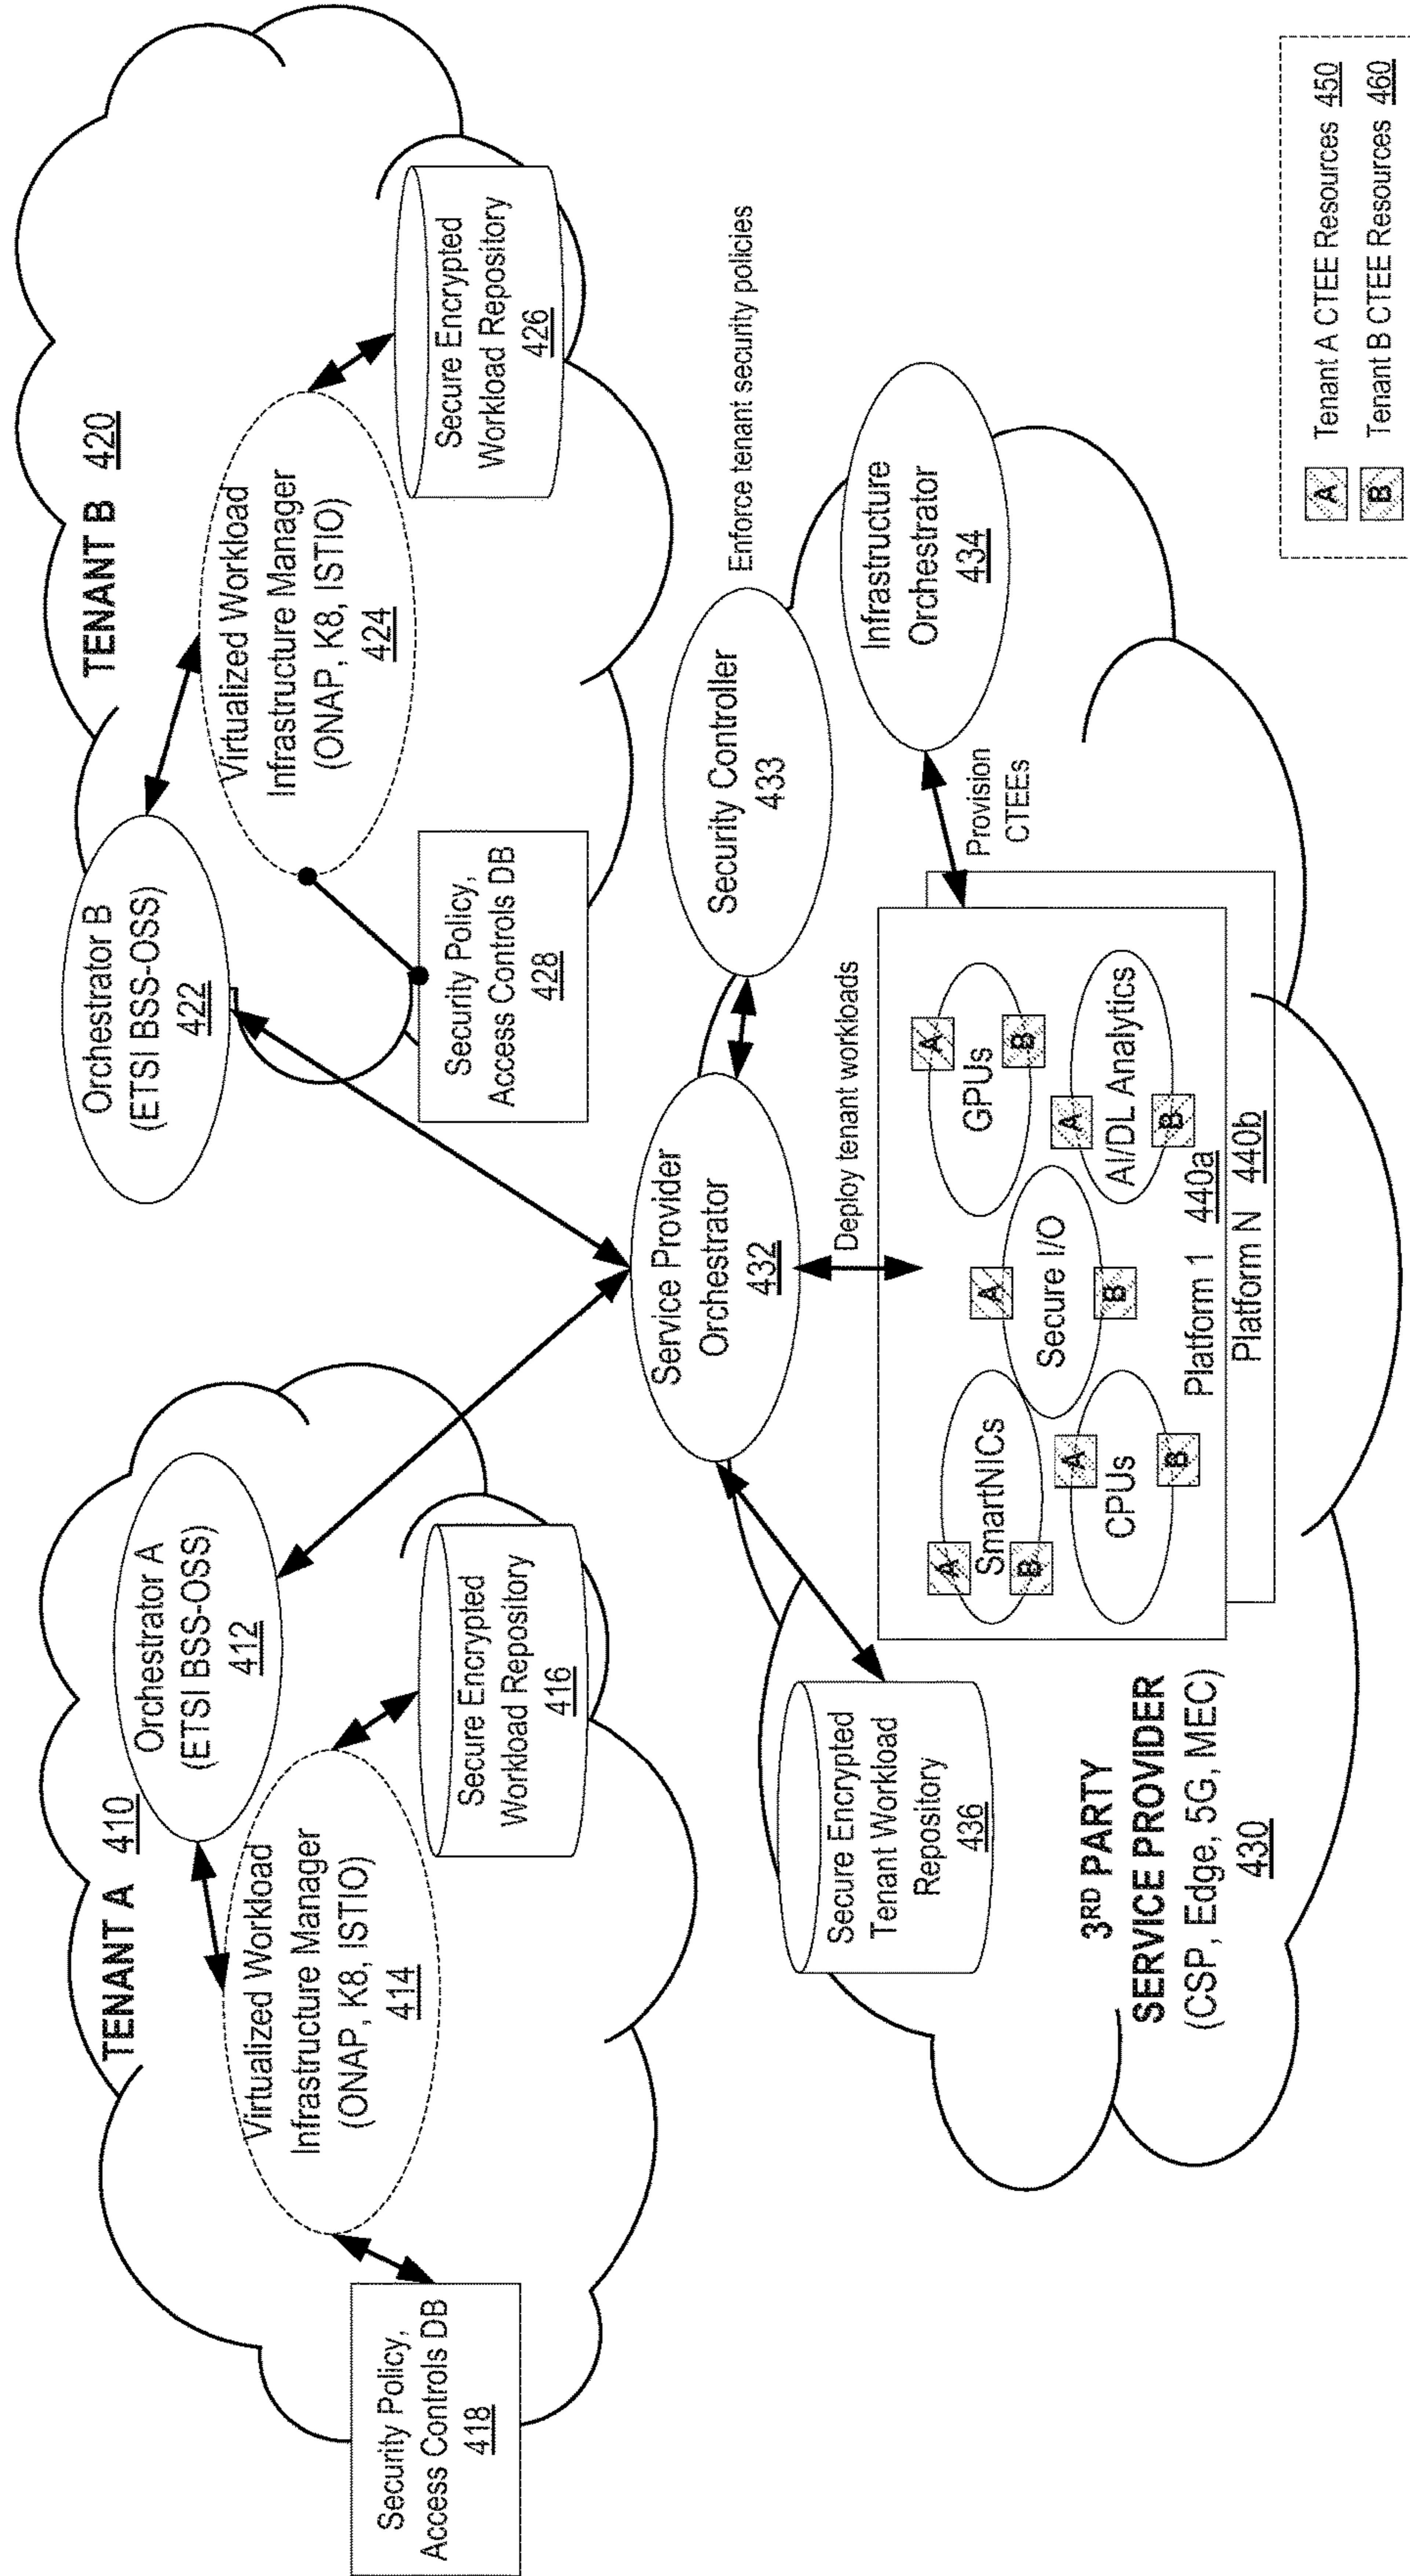 TENANT A 410
Orchestrator A
(ETSI BSS-OSS)
412
Virtualized Workload
Infrastructure Manager
(ONAP, K8, ISTIO)
414
Secure Encrypted
Workload Repository
416
Security Policy,
Access Controls DB
418
TENANT B 420
Orchestrator B
(ETSI BSS-OSS)
422
Virtualized Workload
Infrastructure Manager
(ONAP, K8, ISTIO)
424
Secure Encrypted
Workload Repository
426
Security Policy,
Access Controls DB
428
Service Provider
Orchestrator
432
Security Controller
433
Enforce tenant security policies
Infrastructure
Orchestrator
434
Provision
CTEEs
Deploy tenant workloads
Secure Encrypted
Tenant Workload
Repository
436
3RD PARTY
SERVICE PROVIDER
(CSP, Edge, 5G, MEC)
430
A
SmartNICs
B
A
CPUs
B
A
Secure I/O
B
A
GPUs
B
A
AI/DL Analytics
B
Platform 1 440a
Platform N 440b
A Tenant A CTEE Resources 450
B Tenant B CTEE Resources 460